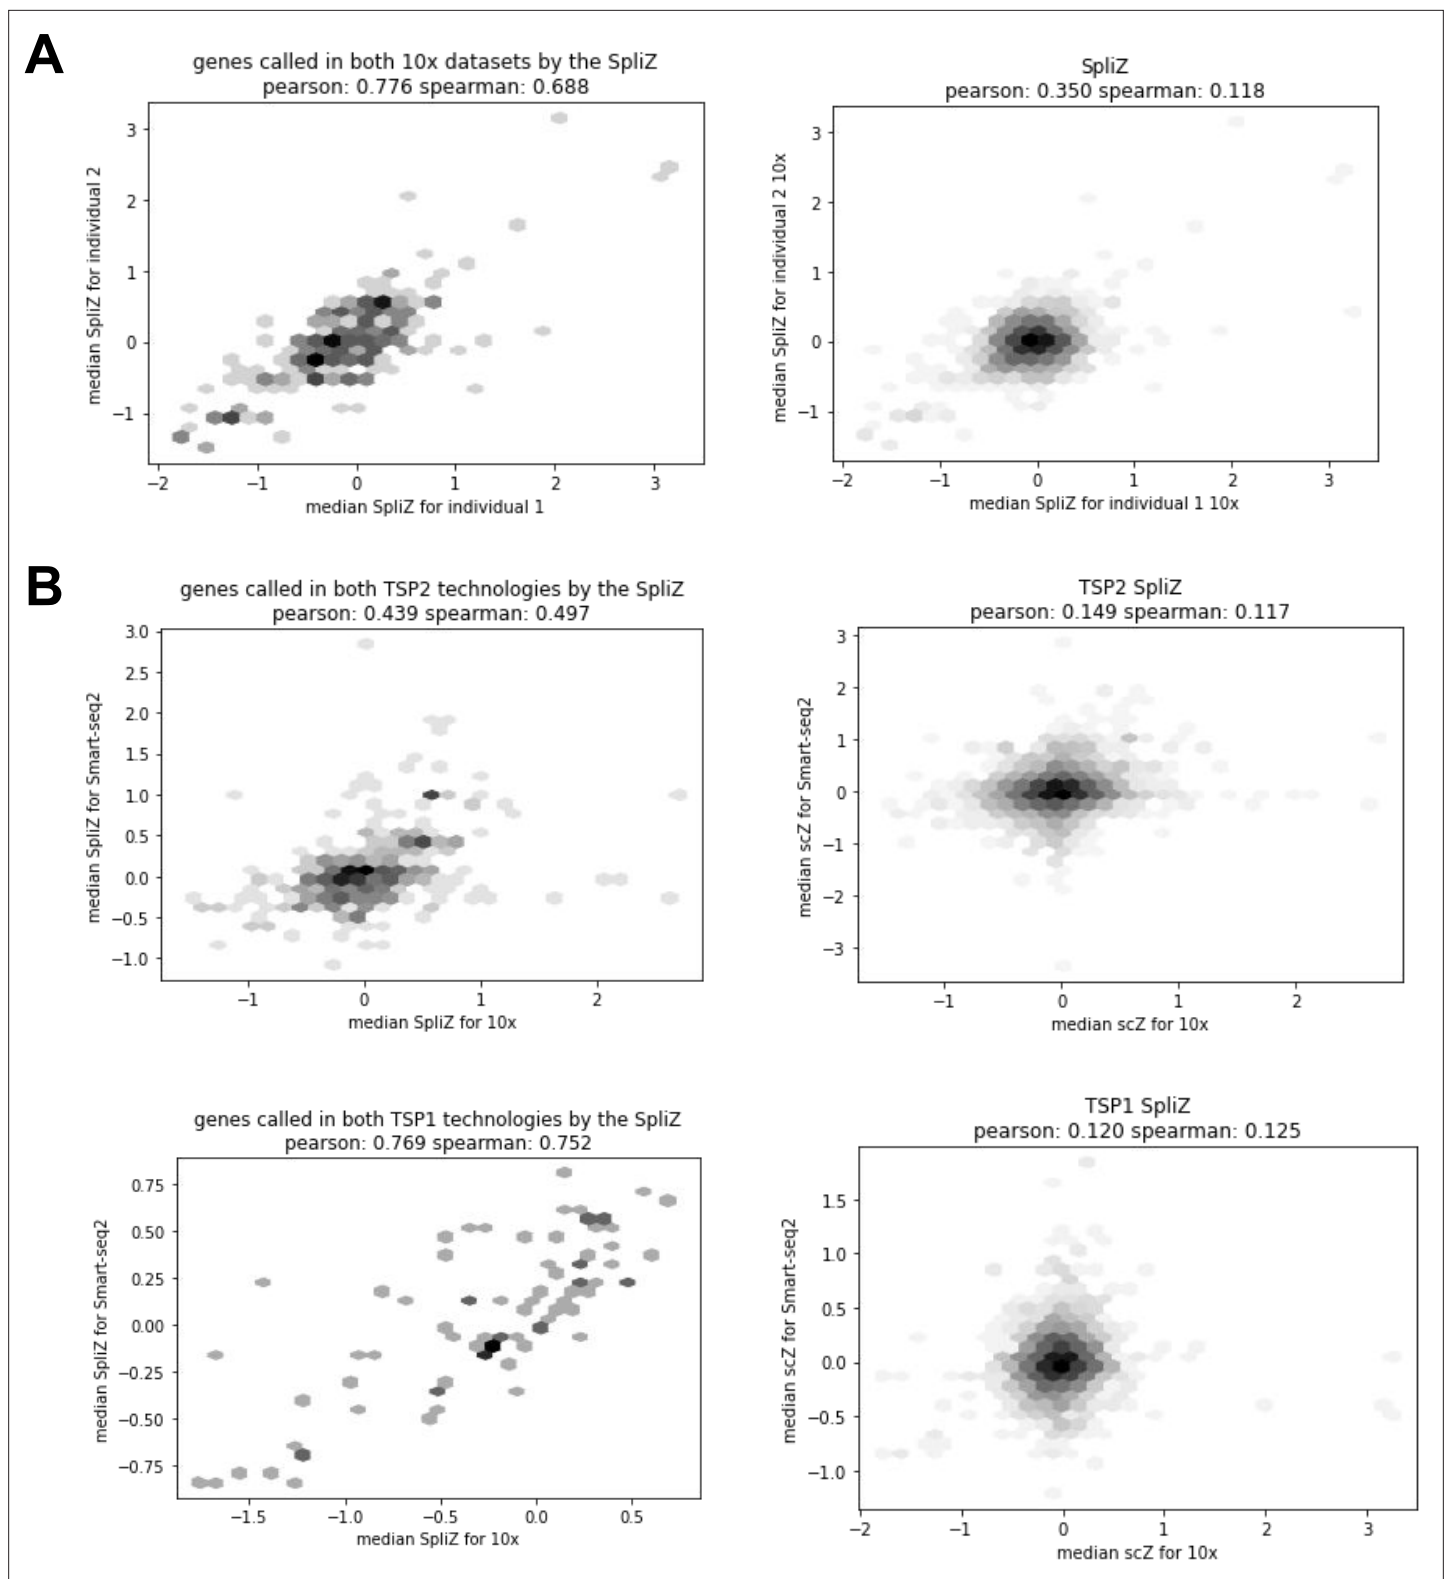 A
genes called in both 10x datasets by the SpliZ
pearson: 0.776 spearman: 0.688
median SpliZ for individual 2
3
2
1
0
−1
−2
−1
0
1
2
3
median SpliZ for individual 1
SpliZ
pearson: 0.350 spearman: 0.118
median SpliZ for individual 2 10x
3
2
1
0
−1
−2
−1
0
1
2
3
median SpliZ for individual 1 10x
B
genes called in both TSP2 technologies by the SpliZ
pearson: 0.439 spearman: 0.497
median SpliZ for Smart-seq2
3.0
2.5
2.0
1.5
1.0
0.5
0.0
−0.5
−1.0
−1
0
1
2
median SpliZ for 10x
TSP2 SpliZ
pearson: 0.149 spearman: 0.117
median scZ for Smart-seq2
3
2
1
0
−1
−2
−3
−1
0
1
2
median scZ for 10x
genes called in both TSP1 technologies by the SpliZ
pearson: 0.769 spearman: 0.752
median SpliZ for Smart-seq2
0.75
0.50
0.25
0.00
−0.25
−0.50
−0.75
−1.5
−1.0
−0.5
0.0
0.5
median SpliZ for 10x
TSP1 SpliZ
pearson: 0.120 spearman: 0.125
median scZ for Smart-seq2
1.5
1.0
0.5
0.0
−0.5
−1.0
−2
−1
0
1
2
3
median scZ for 10x